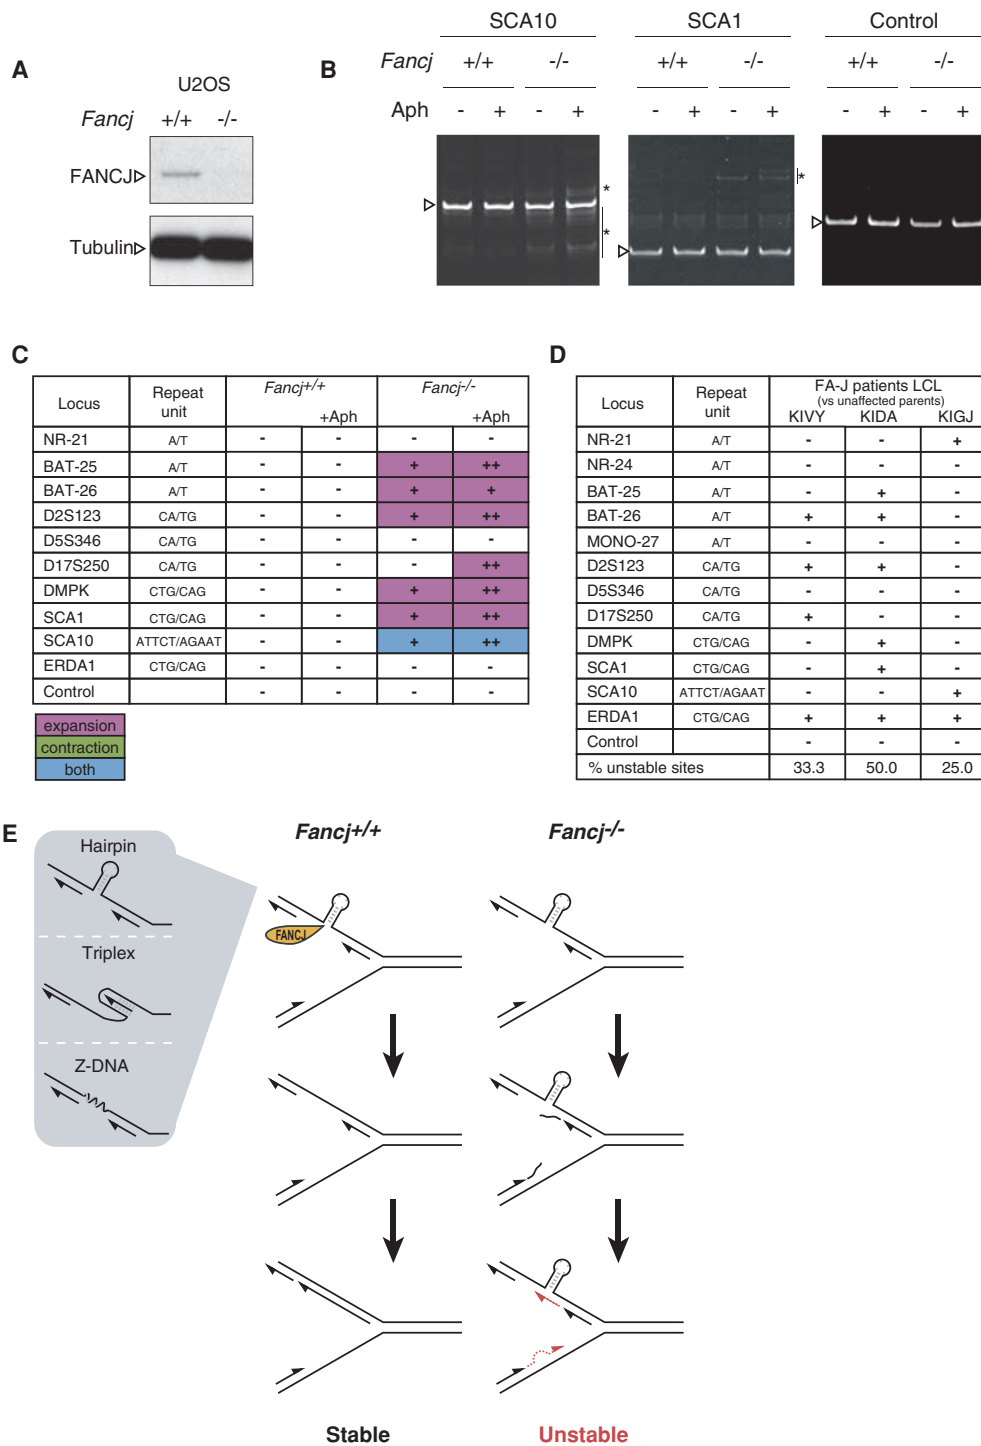 A
U2OS
Fancj +/+ -/-
FANCJ
Tubulin
B
SCA10 SCA1 Control
Fancj +/+ -/- +/+ -/- +/+ -/-
Aph - + - + - + - + - + - +
*
*
*
C
Locus Repeat unit Fancj+/+ Fancj-/-
+Aph +Aph
NR-21 A/T - - - -
BAT-25 A/T - - + ++
BAT-26 A/T - - + +
D2S123 CA/TG - - + ++
D5S346 CA/TG - - - -
D17S250 CA/TG - - - ++
DMPK CTG/CAG - - + ++
SCA1 CTG/CAG - - + ++
SCA10 ATTCT/AGAAT - - + ++
ERDA1 CTG/CAG - - - -
Control - - - -
expansion
contraction
both
D
Locus Repeat unit FA-J patients LCL
(vs unaffected parents)
KIVY KIDA KIGJ
NR-21 A/T - - +
NR-24 A/T - - -
BAT-25 A/T - + -
BAT-26 A/T + + -
MONO-27 A/T - - -
D2S123 CA/TG + + -
D5S346 CA/TG - - -
D17S250 CA/TG + - -
DMPK CTG/CAG - + -
SCA1 CTG/CAG - + -
SCA10 ATTCT/AGAAT - - +
ERDA1 CTG/CAG + + +
Control - - -
% unstable sites 33.3 50.0 25.0
E
Hairpin
Triplex
Z-DNA
Fancj+/+ Fancj-/-
FANCJ
Stable Unstable